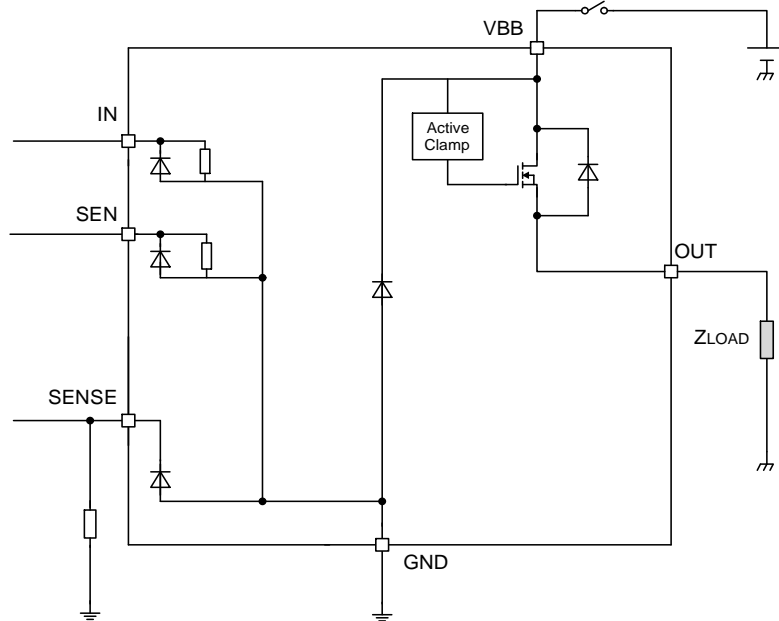 VBB
IN
Active
Clamp
SEN
OUT
ZLOAD
SENSE
GND